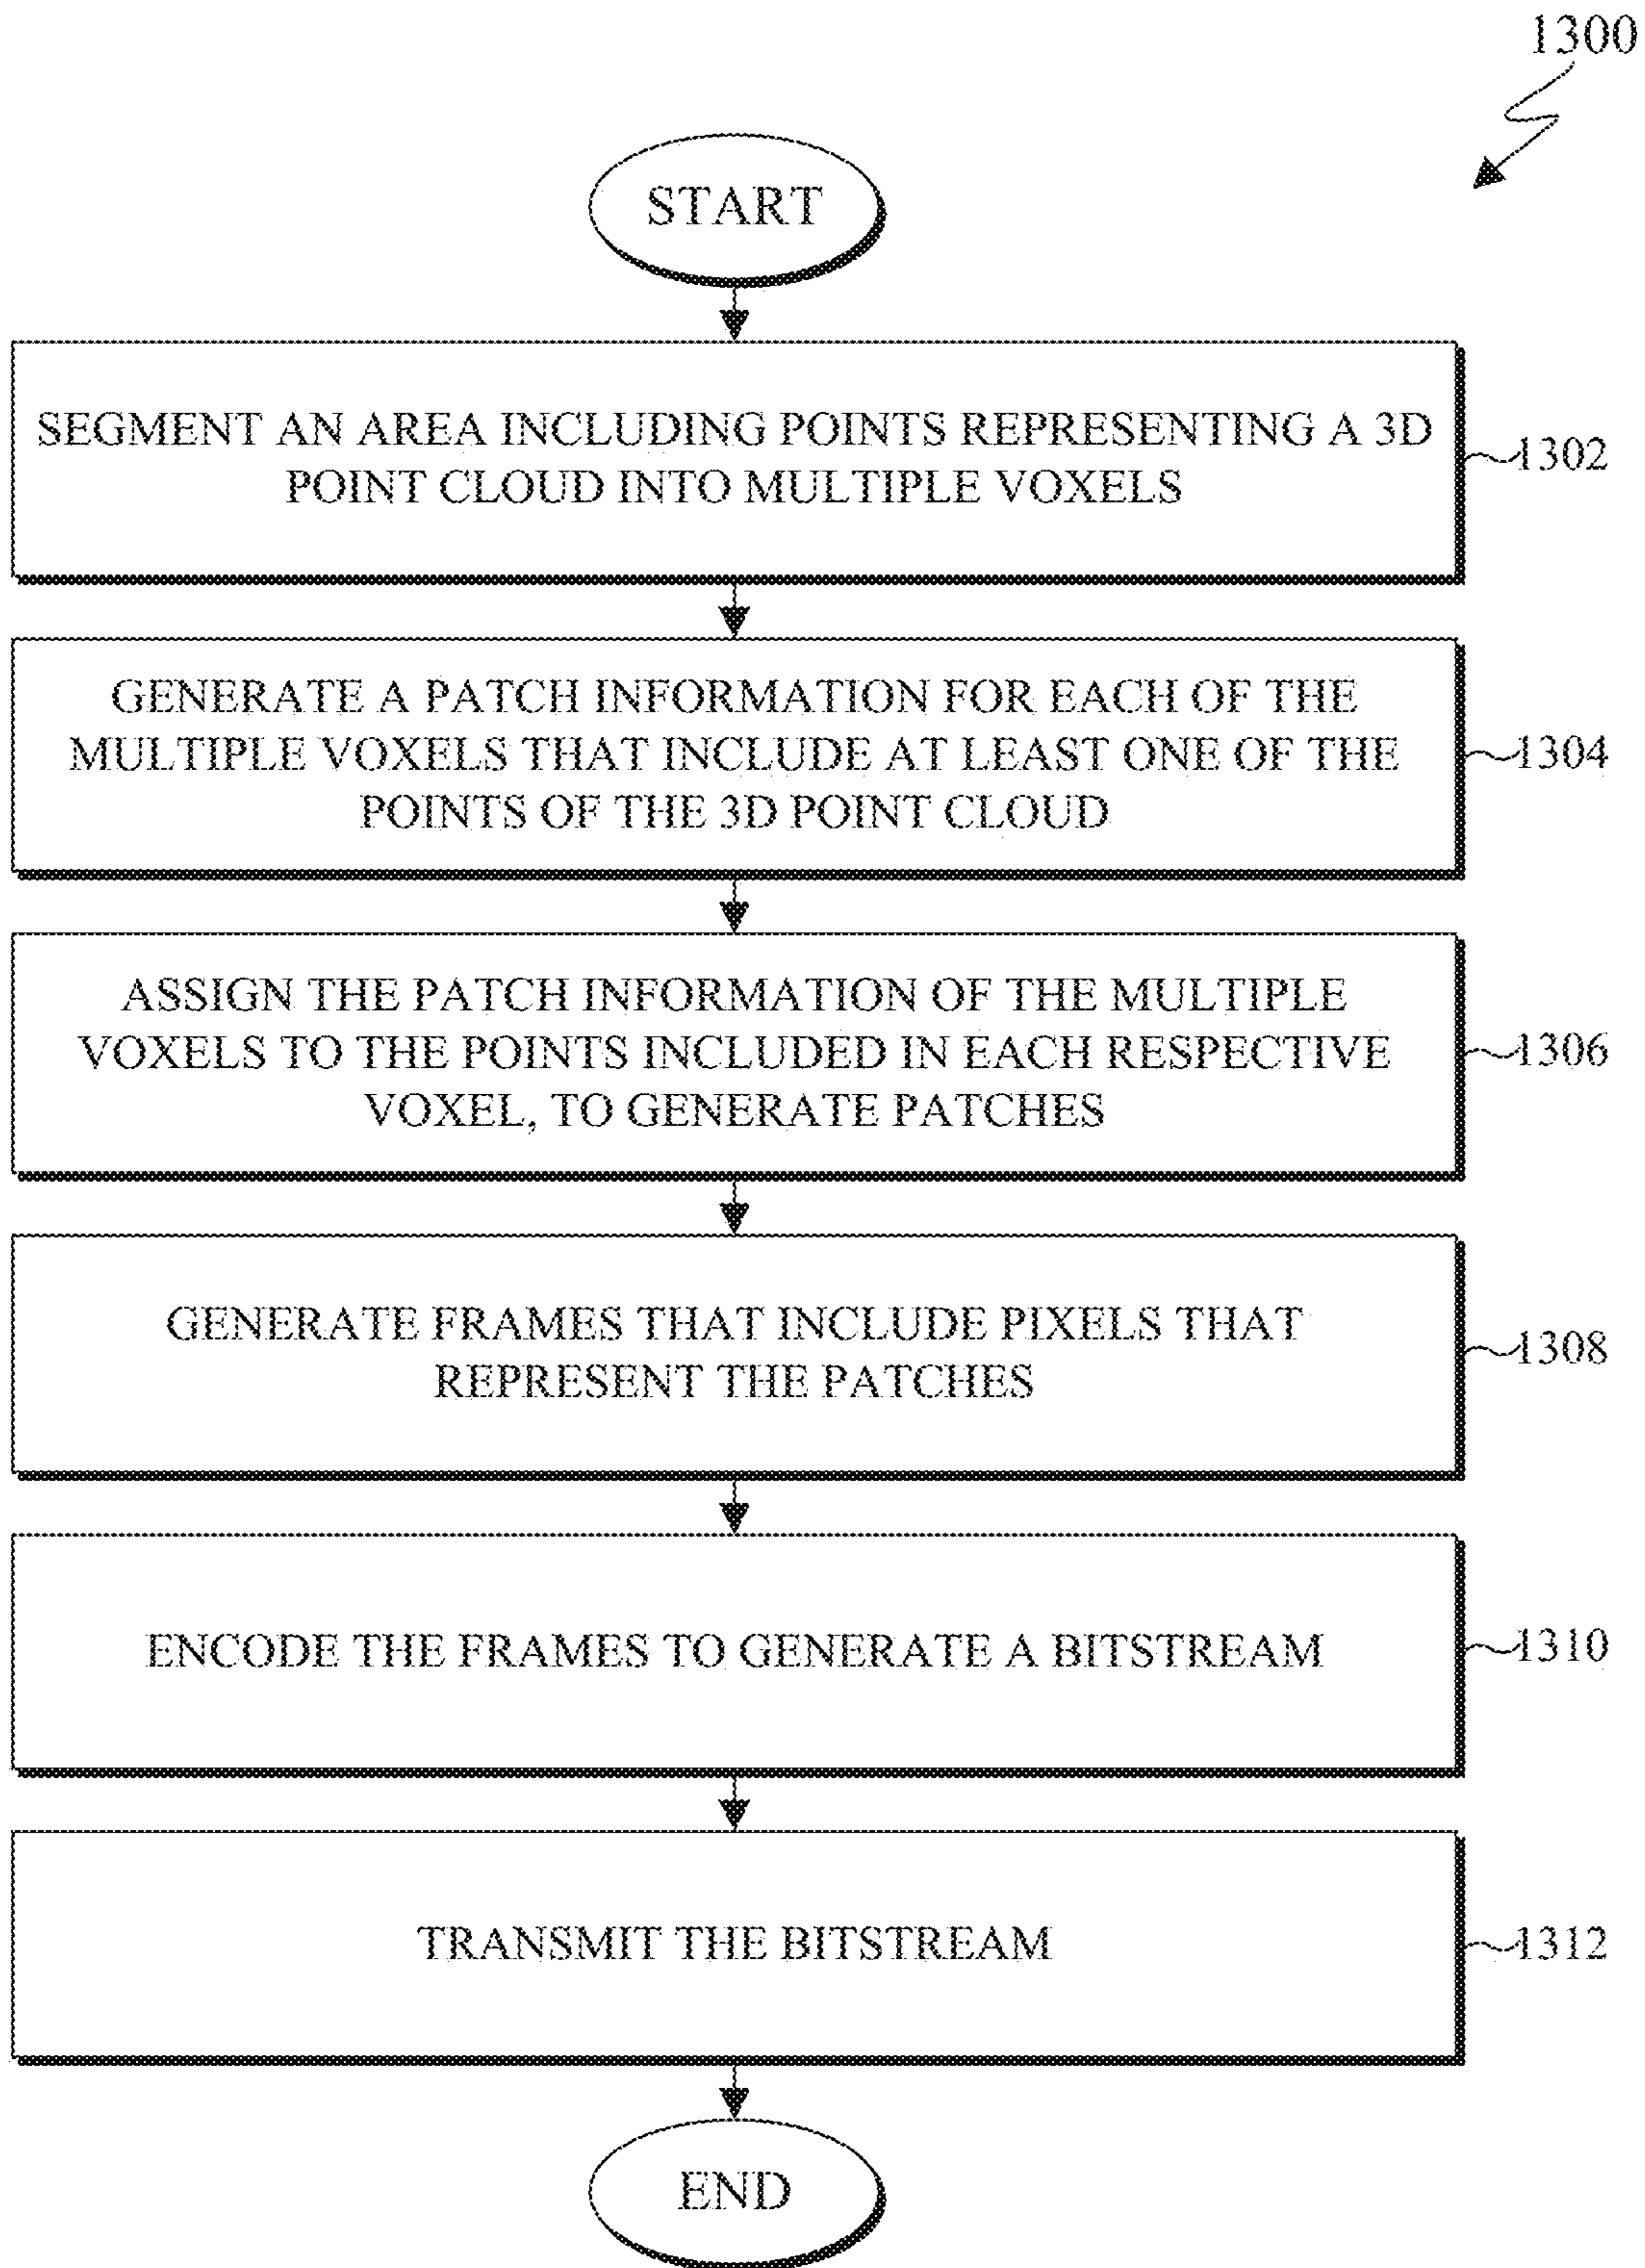 1300
START
SEGMENT AN AREA INCLUDING POINTS REPRESENTING A 3D
POINT CLOUD INTO MULTIPLE VOXELS
1302
GENERATE A PATCH INFORMATION FOR EACH OF THE
MULTIPLE VOXELS THAT INCLUDE AT LEAST ONE OF THE
POINTS OF THE 3D POINT CLOUD
1304
ASSIGN THE PATCH INFORMATION OF THE MULTIPLE
VOXELS TO THE POINTS INCLUDED IN EACH RESPECTIVE
VOXEL, TO GENERATE PATCHES
1306
GENERATE FRAMES THAT INCLUDE PIXELS THAT
REPRESENT THE PATCHES
1308
ENCODE THE FRAMES TO GENERATE A BITSTREAM
1310
TRANSMIT THE BITSTREAM
1312
END